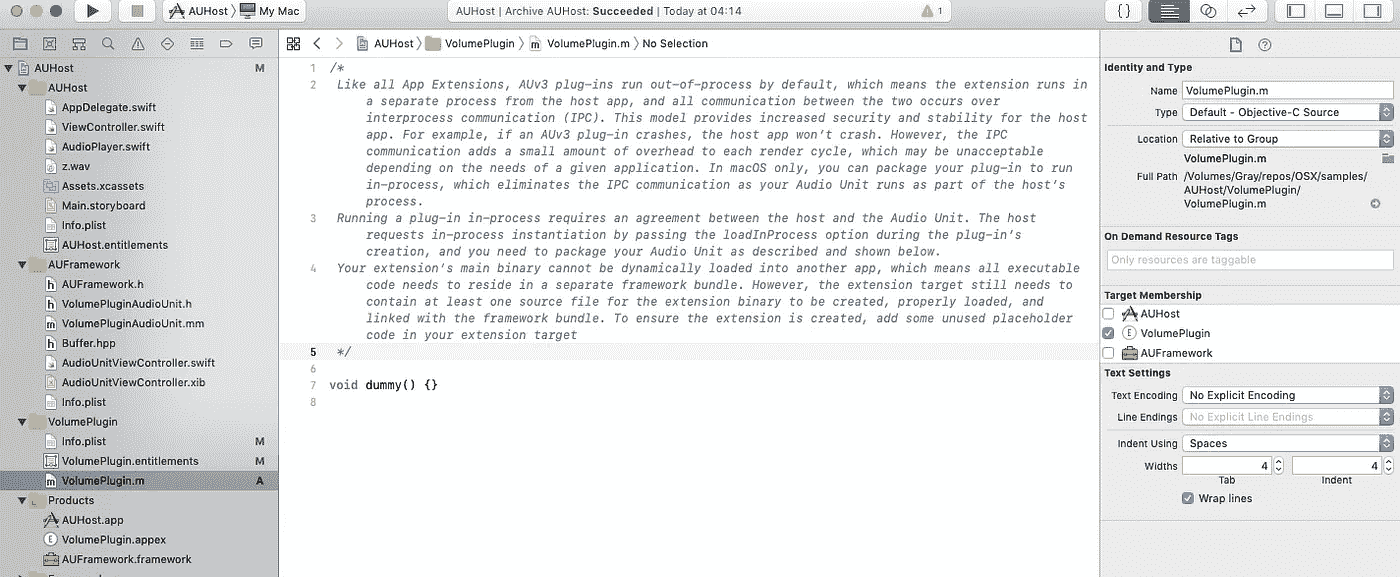 AUHost
My Mac
AUHost | Archive AUHost: Succeeded | Today at 04:14
1
{ }
AUHost
VolumePlugin
m VolumePlugin.m
No Selection
AUHost M
AUHost
AppDelegate.swift
ViewController.swift
AudioPlayer.swift
z.wav
Assets.xcassets
Main.storyboard
Info.plist
AUHost.entitlements
AUFramework
h AUFramework.h
h VolumePluginAudioUnit.h
m VolumePluginAudioUnit.mm
h Buffer.hpp
AudioUnitViewController.swift
AudioUnitViewController.xib
Info.plist
VolumePlugin
Info.plist M
VolumePlugin.entitlements M
m VolumePlugin.m A
Products
AUHost.app
E VolumePlugin.appex
AUFramework.framework
1 /*
2 Like all App Extensions, AUv3 plug-ins run out-of-process by default, which means the extension runs in
a separate process from the host app, and all communication between the two occurs over
interprocess communication (IPC). This model provides increased security and stability for the host
app. For example, if an AUv3 plug-in crashes, the host app won’t crash. However, the IPC
communication adds a small amount of overhead to each render cycle, which may be unacceptable
depending on the needs of a given application. In macOS only, you can package your plug-in to run
in-process, which eliminates the IPC communication as your Audio Unit runs as part of the host’s
process.
3 Running a plug-in in-process requires an agreement between the host and the Audio Unit. The host
requests in-process instantiation by passing the loadInProcess option during the plug-in’s
creation, and you need to package your Audio Unit as described and shown below.
4 Your extension’s main binary cannot be dynamically loaded into another app, which means all executable
code needs to reside in a separate framework bundle. However, the extension target still needs to
contain at least one source file for the extension binary to be created, properly loaded, and
linked with the framework bundle. To ensure the extension is created, add some unused placeholder
code in your extension target
5 */
6
7 void dummy() {}
8
Identity and Type
Name VolumePlugin.m
Type Default - Objective-C Source
Location Relative to Group
VolumePlugin.m
Full Path /Volumes/Gray/repos/OSX/samples/
AUHost/VolumePlugin/
VolumePlugin.m
On Demand Resource Tags
Only resources are taggable
Target Membership
AUHost
E VolumePlugin
AUFramework
Text Settings
Text Encoding No Explicit Encoding
Line Endings No Explicit Line Endings
Indent Using Spaces
Widths 4 4
Tab Indent
Wrap lines